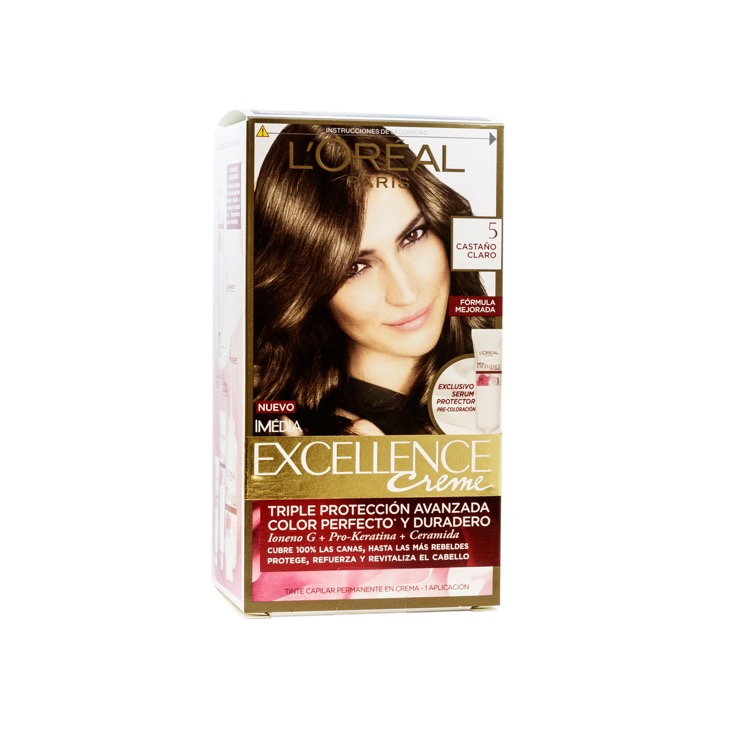 INSTRUCCIONES DE SEGURIDAD
L'ORÉAL
PARIS
5
CASTAÑO
CLARO
FÓRMULA
MEJORADA
L'ORÉAL
EXCELLENCE
EXCLUSIVO
SERUM
PROTECTOR
PRE-COLORACIÓN
NUEVO
IMÉDIA
EXCELLENCE
Creme
TRIPLE PROTECCIÓN AVANZADA
COLOR PERFECTO* Y DURADERO
Ioneno G + Pro-Keratina + Ceramida
CUBRE 100% LAS CANAS, HASTA LAS MÁS REBELDES
PROTEGE, REFUERZA Y REVITALIZA EL CABELLO
TINTE CAPILAR PERMANENTE EN CREMA - 1 APLICACIÓN